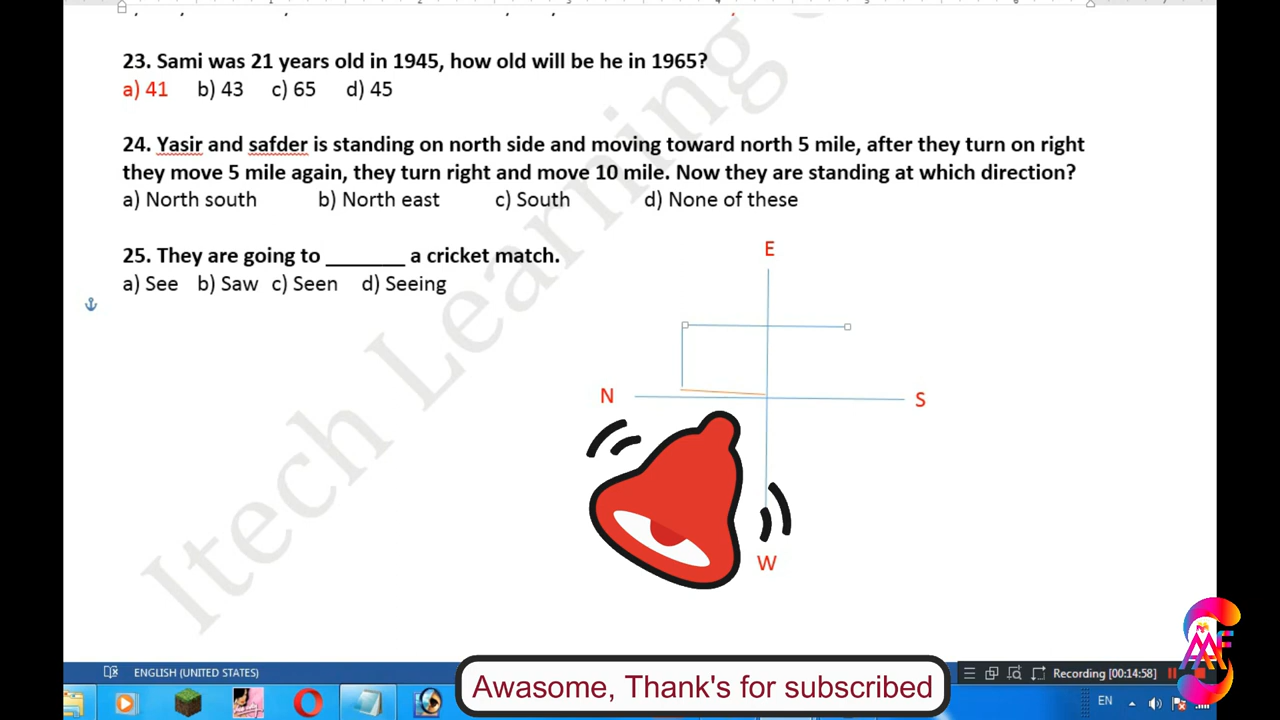 23. Sami was 21 years old in 1945, how old will be he in 1965?
a) 41 b) 43 c) 65 d) 45
24. Yasir and safder is standing on north side and moving toward north 5 mile, after they turn on right
they move 5 mile again, they turn right and move 10 mile. Now they are standing at which direction?
a) North south b) North east c) South d) None of these
25. They are going to _______ a cricket match.
a) See b) Saw c) Seen d) Seeing
E
N
S
W
Itech Learning
ENGLISH (UNITED STATES)
Recording [00:14:58]
Awasome, Thank's for subscribed
EN